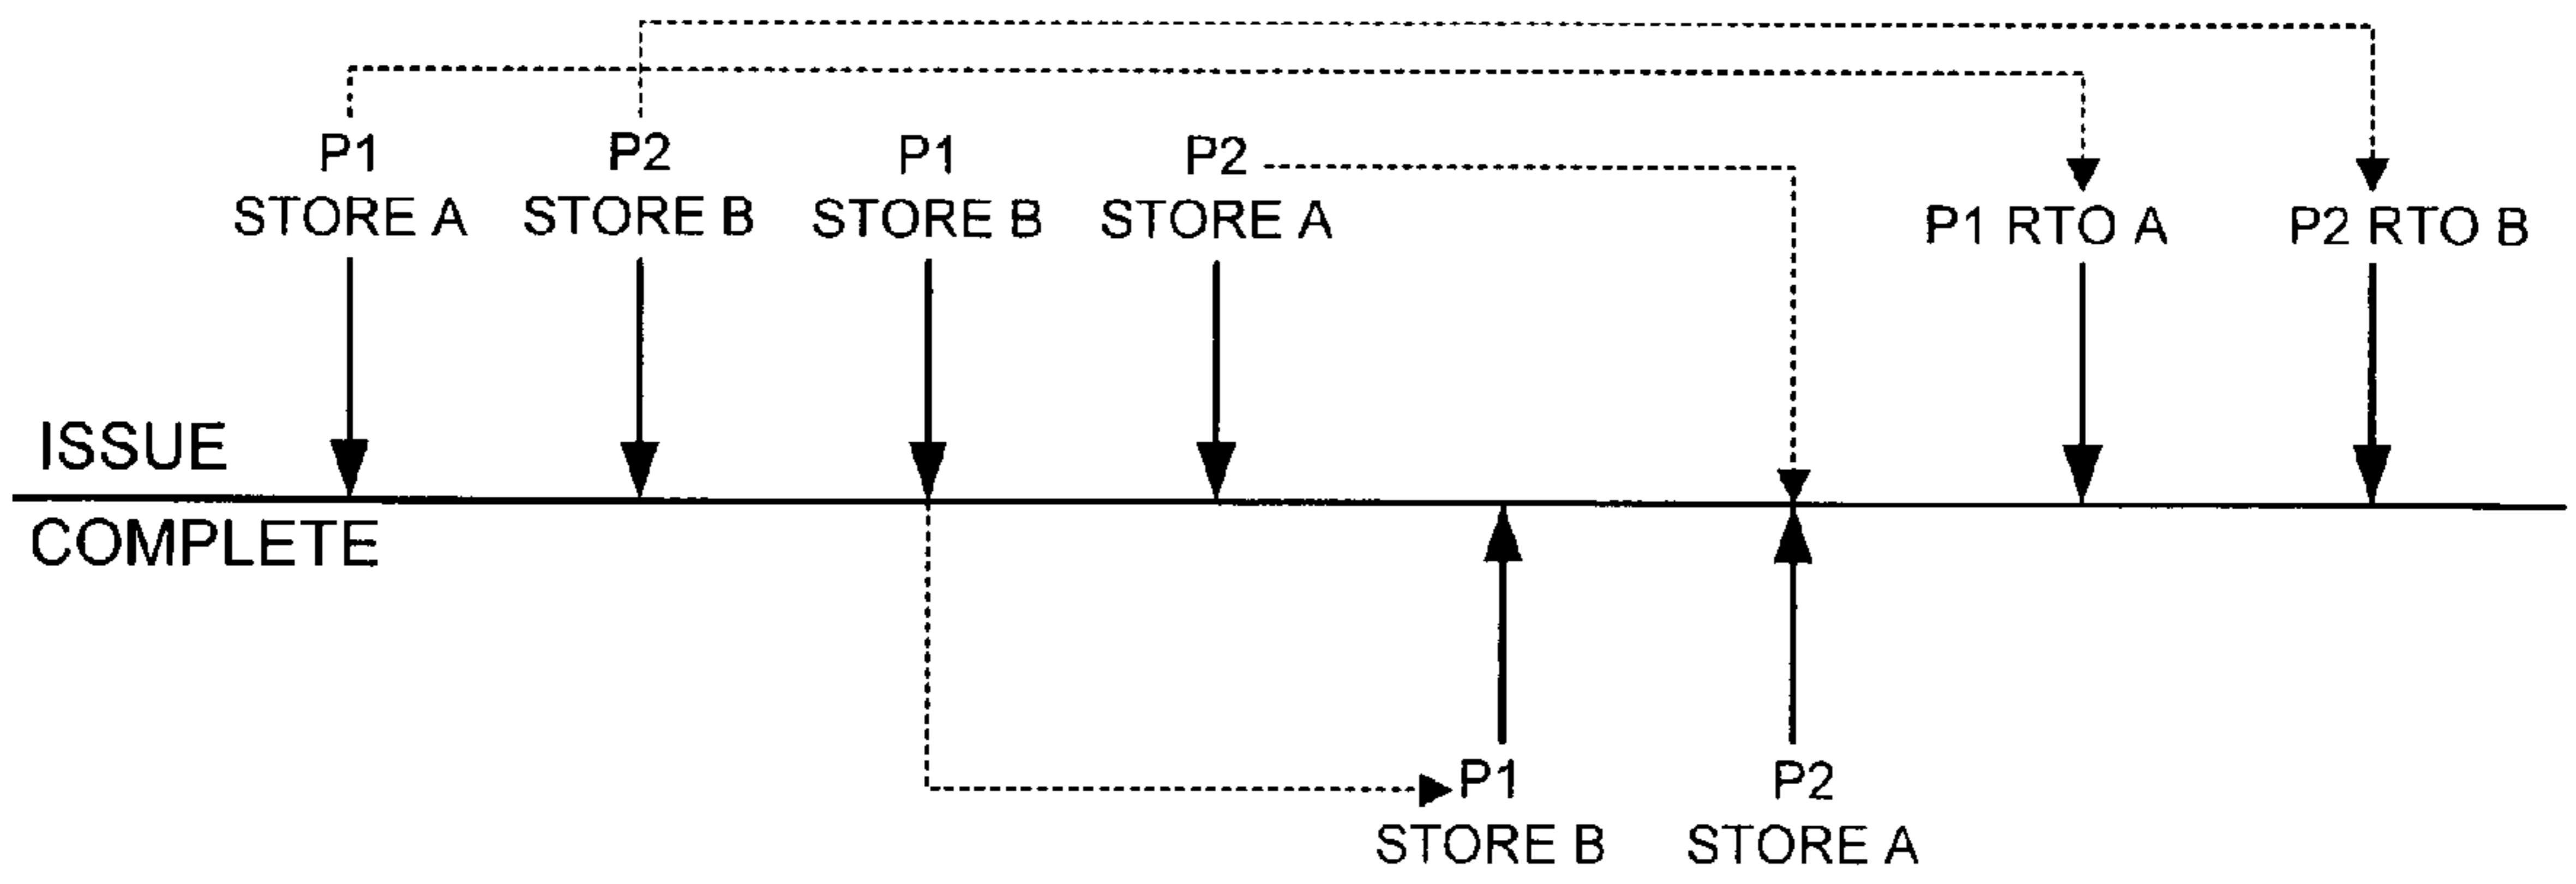 P1
STORE A
P2
STORE B
P1
STORE B
P2
STORE A
P1 RTO A
P2 RTO B
ISSUE
COMPLETE
P1
STORE B
P2
STORE A